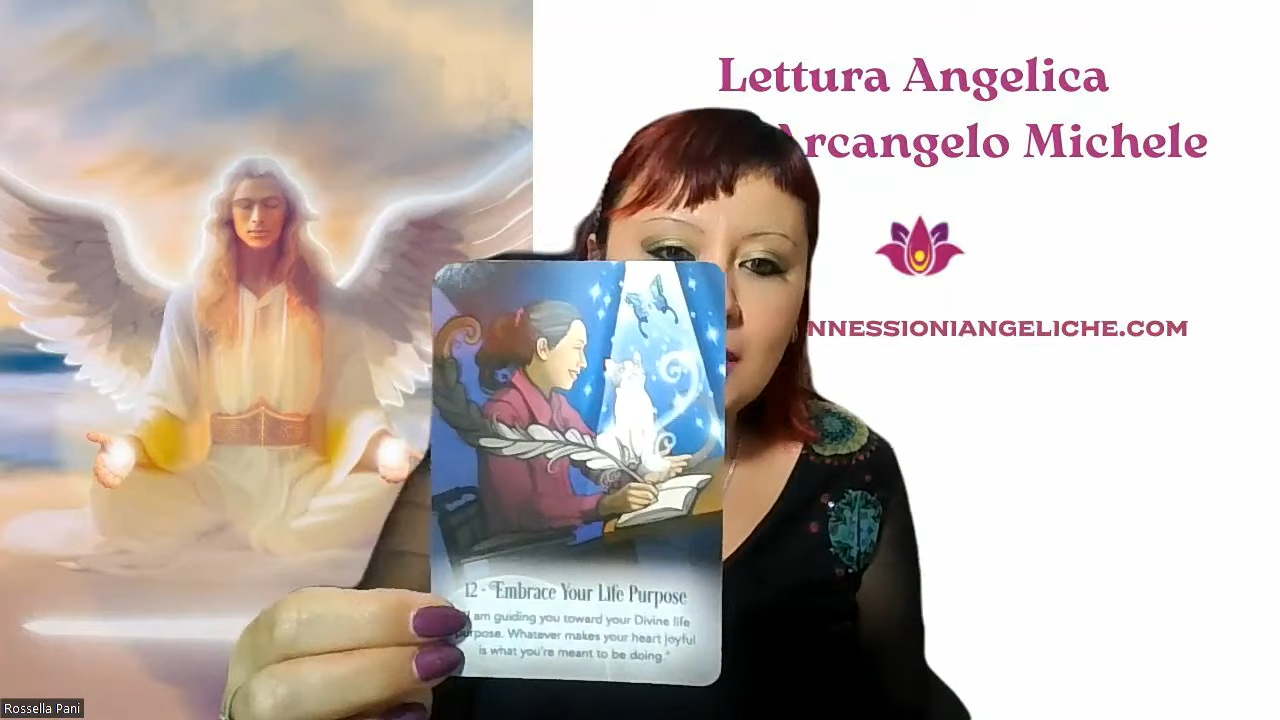 Lettura Angelica
Arcangelo Michele
NNESSIONIANGELICHE.COM
12 - Embrace Your Life Purpose
I am guiding you toward your Divine life
purpose. Whatever makes your heart joyful
is what you're meant to be doing."
Rossella Pani